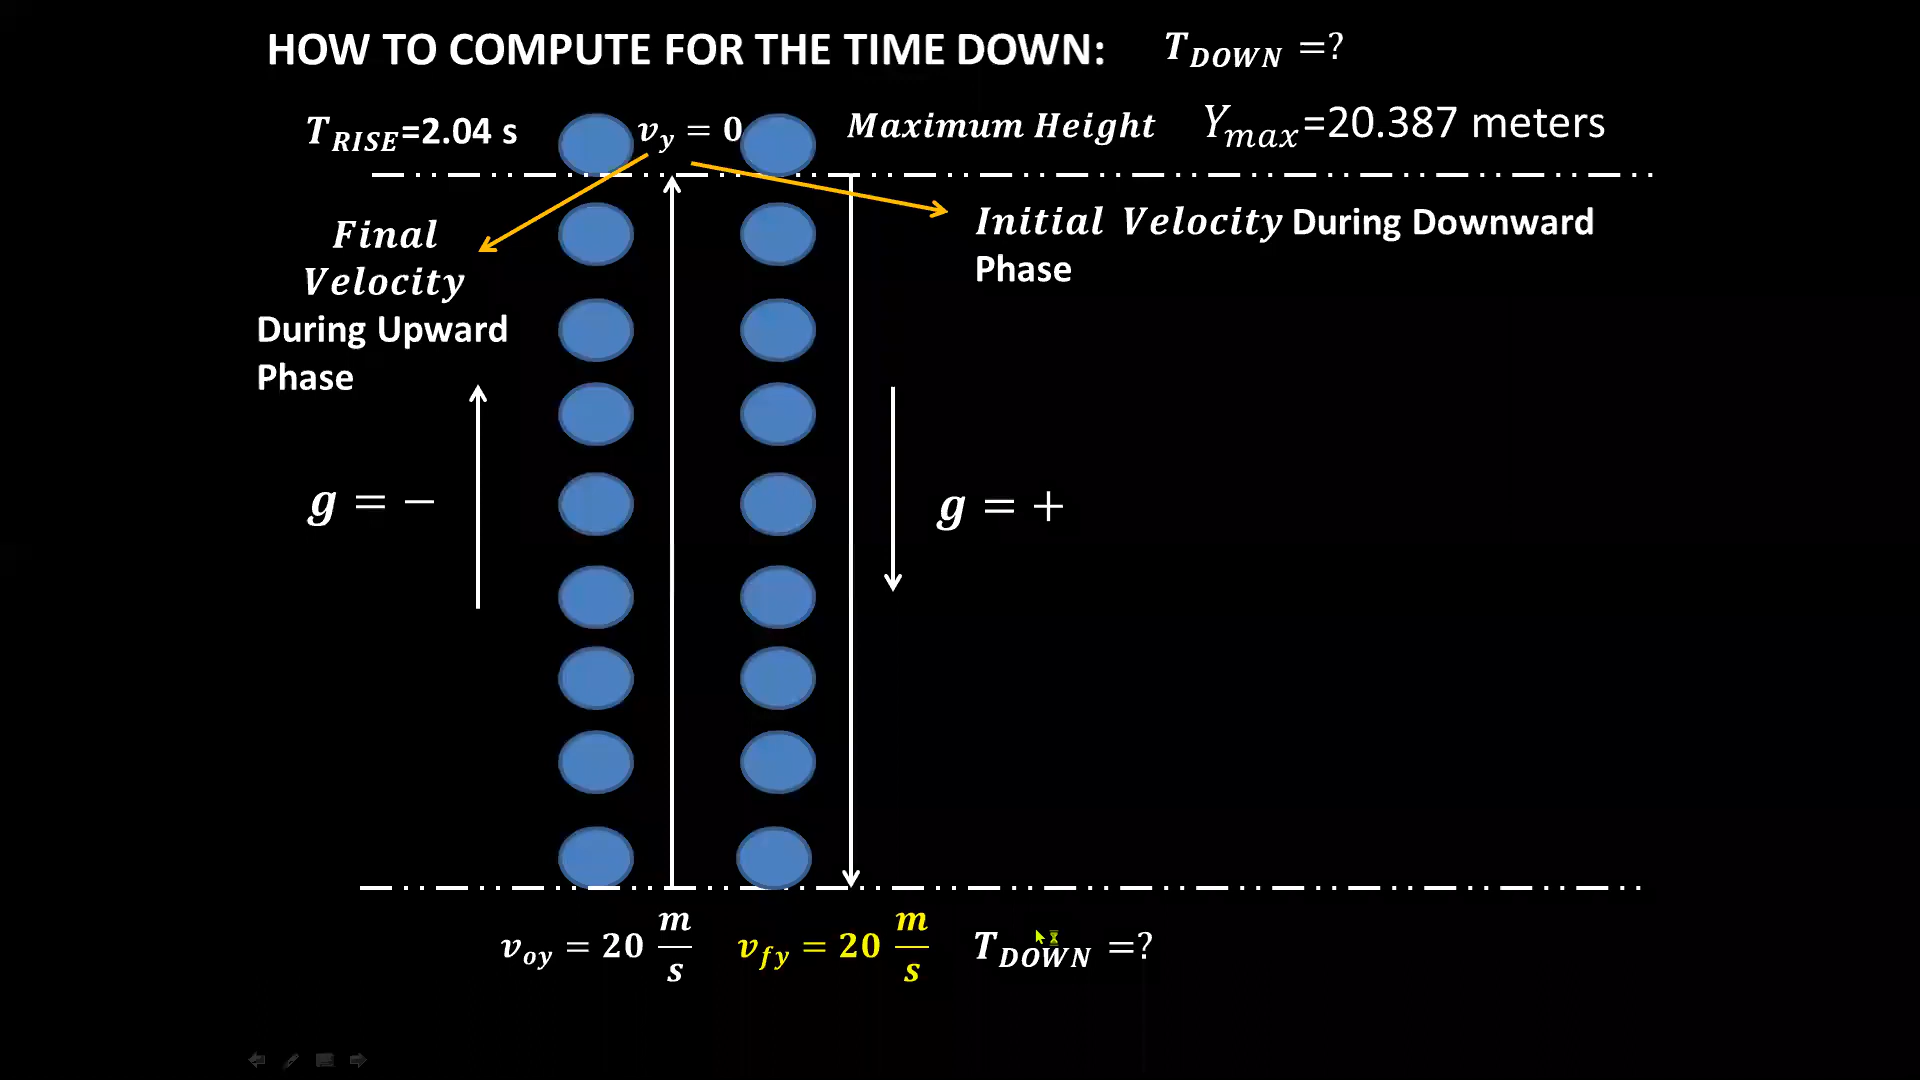 HOW TO COMPUTE FOR THE TIME DOWN: T_DOWN =?
T_RISE=2.04 s v_y = 0 Maximum Height Y_max=20.387 meters
Final
Velocity
During Upward
Phase
Initial Velocity During Downward
Phase
g = −
g = +
v_oy = 20 m/s v_fy = 20 m/s T_DOWN =?